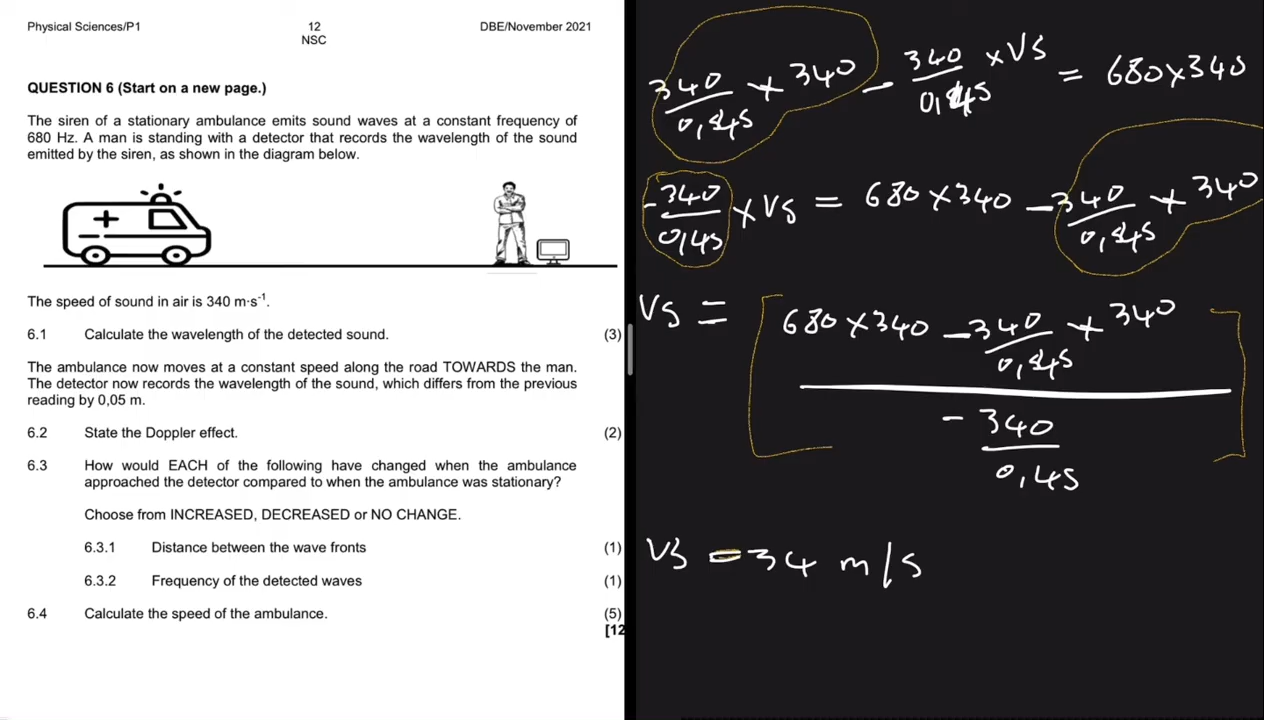 Physical Sciences/P1 12 DBE/November 2021
NSC
QUESTION 6 (Start on a new page.)
The siren of a stationary ambulance emits sound waves at a constant frequency of
680 Hz. A man is standing with a detector that records the wavelength of the sound
emitted by the siren, as shown in the diagram below.
The speed of sound in air is 340 m·s⁻¹.
6.1 Calculate the wavelength of the detected sound. (3)
The ambulance now moves at a constant speed along the road TOWARDS the man.
The detector now records the wavelength of the sound, which differs from the previous
reading by 0,05 m.
6.2 State the Doppler effect. (2)
6.3 How would EACH of the following have changed when the ambulance
approached the detector compared to when the ambulance was stationary?
Choose from INCREASED, DECREASED or NO CHANGE.
6.3.1 Distance between the wave fronts (1)
6.3.2 Frequency of the detected waves (1)
6.4 Calculate the speed of the ambulance. (5)
[12
340/0,45 × 340 − 340/0,45 × Vs = 680×340
−340/0,45 × Vs = 680×340 − 340/0,45 × 340
Vs = [680×340 − 340/0,45 × 340 / −340/0,45]
Vs = 34 m/s